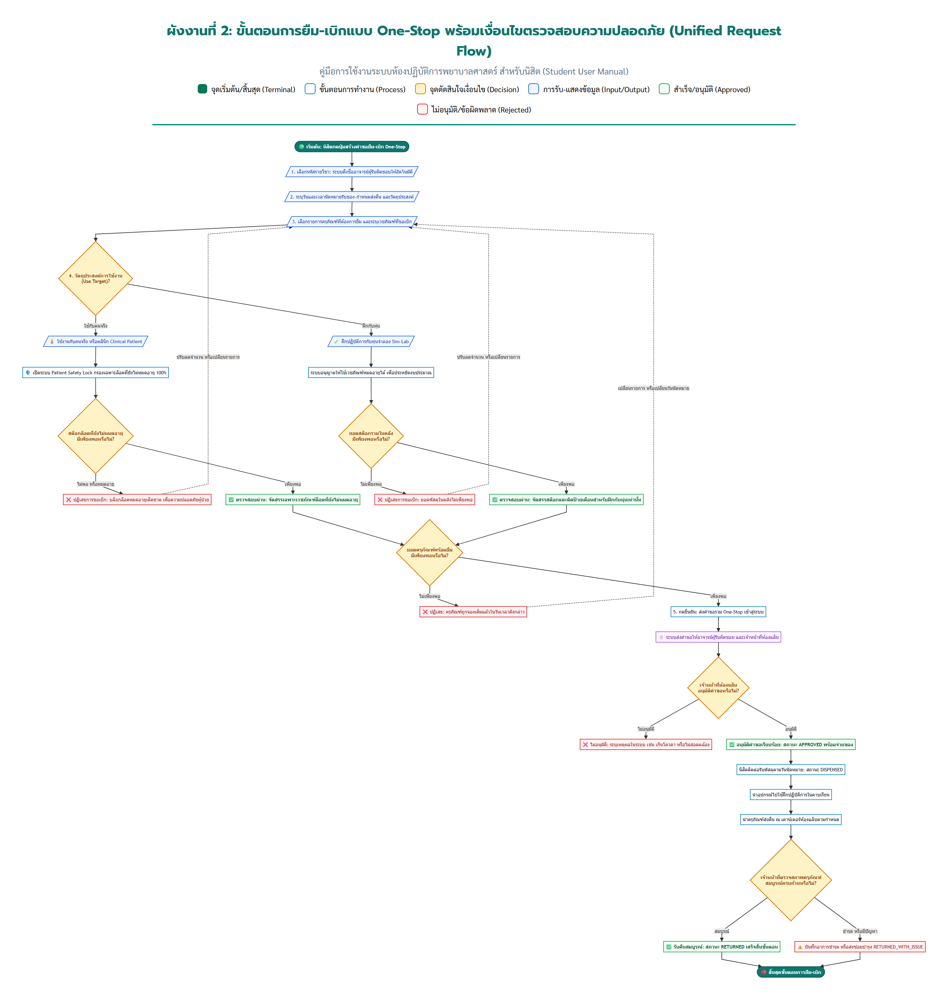 ผังงานที่ 2: ขั้นตอนการยืม-เบิกแบบ One-Stop พร้อมเงื่อนไขตรวจสอบความปลอดภัย (Unified Request
Flow)
คู่มือการใช้งานระบบห้องปฏิบัติการพยาบาลศาสตร์ สำหรับนิสิต (Student User Manual)
จุดเริ่มต้น/สิ้นสุด (Terminal)
ขั้นตอนการทำงาน (Process)
จุดตัดสินใจเงื่อนไข (Decision)
การรับ-แสดงข้อมูล (Input/Output)
สำเร็จ/อนุมัติ (Approved)
ไม่อนุมัติ/ข้อผิดพลาด (Rejected)
เริ่มต้น: นิสิตกดปุ่มสร้างคำขอยืม-เบิก One-Stop
1. เลือกรหัสรายวิชา: ระบบดึงชื่ออาจารย์ผู้รับผิดชอบให้อัตโนมัติ
2. ระบุวันและเวลานัดหมายรับของ-กำหนดส่งคืน และวัตถุประสงค์
3. เลือกรายการครุภัณฑ์ที่ต้องการยืม และระบุเวชภัณฑ์ที่ขอเบิก
4. วัตถุประสงค์การใช้งาน
(Use Target)?
ใช้กับคนจริง
ฝึกกับหุ่น
ใช้งานกับคนจริง หรือคลินิก Clinical Patient
ฝึกปฏิบัติการกับหุ่นจำลอง Sim-Lab
ปรับลดจำนวน หรือเปลี่ยนรายการ
ปรับลดจำนวน หรือเปลี่ยนรายการ
เปิดระบบ Patient Safety Lock กรองเฉพาะล็อตที่ยังไม่หมดอายุ 100%
ระบบอนุญาตให้ใช้เวชภัณฑ์หมดอายุได้ เพื่อประหยัดงบประมาณ
เปลี่ยนรายการ หรือเปลี่ยนวันนัดหมาย
สต็อกล็อตที่ยังไม่หมดอายุ
มีเพียงพอหรือไม่?
ยอดสต็อกรวมในคลัง
มีเพียงพอหรือไม่?
ไม่พอ หรือหมดอายุ
เพียงพอ
ไม่เพียงพอ
เพียงพอ
ปฏิเสธการขอเบิก: บล็อกล็อตหมดอายุเด็ดขาด เพื่อความปลอดภัยผู้ป่วย
ตรวจสอบผ่าน: จัดสรรเฉพาะเวชภัณฑ์ล็อตที่ยังไม่หมดอายุ
ปฏิเสธการขอเบิก: ยอดพัสดุในคลังไม่เพียงพอ
ตรวจสอบผ่าน: จัดสรรสต็อกและติดป้ายเตือนสำหรับฝึกกับหุ่นเท่านั้น
ยอดครุภัณฑ์พร้อมยืม
มีเพียงพอหรือไม่?
ไม่เพียงพอ
เพียงพอ
ปฏิเสธ: ครุภัณฑ์ถูกจองเต็มแล้วในวันเวลาดังกล่าว
5. กดยืนยัน: ส่งคำขอรวม One-Stop เข้าสู่ระบบ
ระบบส่งคำขอให้อาจารย์ผู้รับผิดชอบ และเจ้าหน้าที่ห้องแล็บ
เจ้าหน้าที่ห้องแล็บ
อนุมัติคำขอหรือไม่?
ไม่อนุมัติ
อนุมัติ
ไม่อนุมัติ: ระบุเหตุผลในระบบ เช่น เกินโควตา หรือไม่สอดคล้อง
อนุมัติคำขอเรียบร้อย: สถานะ APPROVED พร้อมจ่ายของ
นิสิตติดต่อรับพัสดุตามวันนัดหมาย: สถานะ DISPENSED
นำอุปกรณ์ไปใช้ฝึกปฏิบัติการในคาบเรียน
นำครุภัณฑ์ส่งคืน ณ เคาน์เตอร์ห้องแล็บตามกำหนด
เจ้าหน้าที่ตรวจสภาพครุภัณฑ์
สมบูรณ์ครบถ้วนหรือไม่?
สมบูรณ์
ชำรุด หรือมีปัญหา
รับคืนสมบูรณ์: สถานะ RETURNED เสร็จสิ้นขั้นตอน
บันทึกอาการชำรุด หรือส่งซ่อมบำรุง RETURNED_WITH_ISSUE
สิ้นสุดขั้นตอนการยืม-เบิก